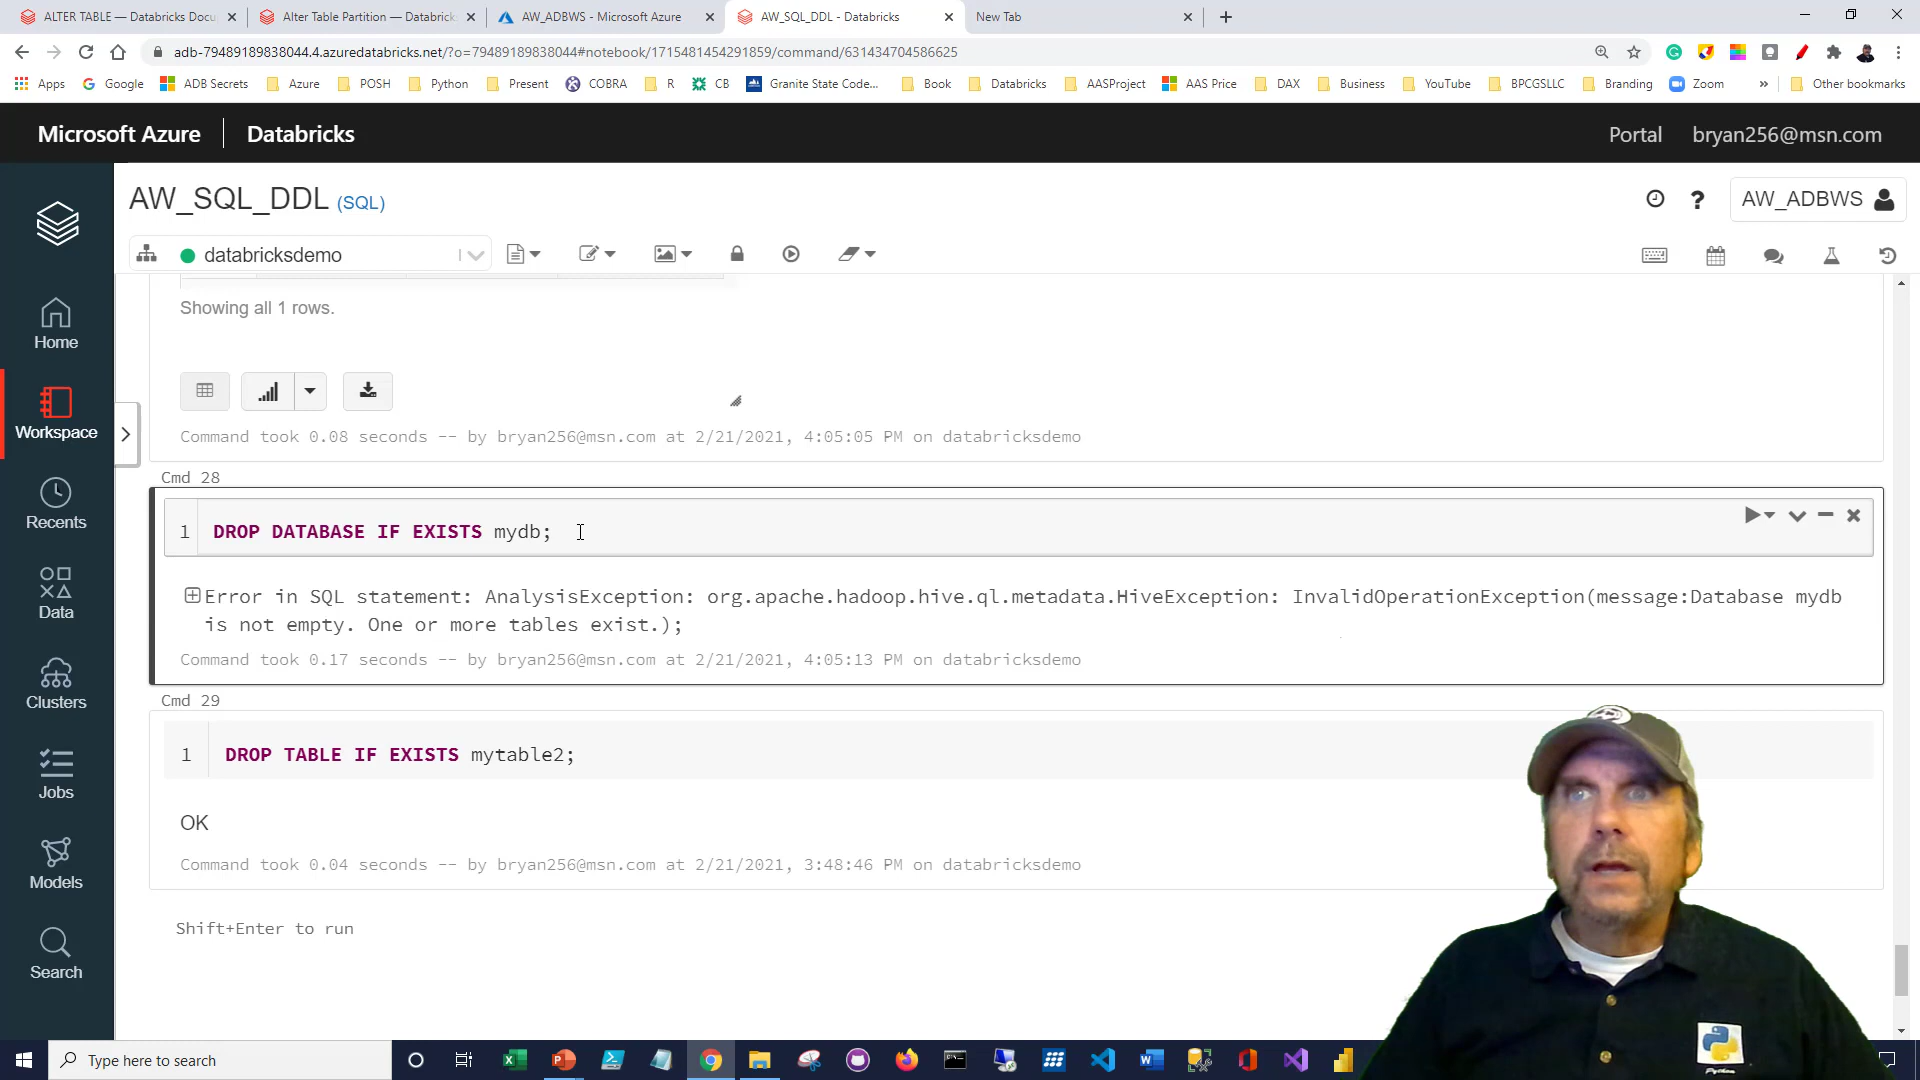 ALTER TABLE — Databricks Docu
Alter Table Partition — Databrick
AW_ADBWS - Microsoft Azure
AW_SQL_DDL - Databricks
New Tab
adb-79489189838044.4.azuredatabricks.net/?o=79489189838044#notebook/1715481454291859/command/631434704586625
Apps
Google
ADB Secrets
Azure
POSH
Python
Present
COBRA
R
CB
Granite State Code...
Book
Databricks
AASProject
AAS Price
DAX
Business
YouTube
BPCGSLLC
Branding
Zoom
»
Other bookmarks
Microsoft Azure
Databricks
Portal
bryan256@msn.com
AW_SQL_DDL (SQL)
AW_ADBWS
databricksdemo
Home
Workspace
Recents
Data
Clusters
Jobs
Models
Search
Showing all 1 rows.
Command took 0.08 seconds -- by bryan256@msn.com at 2/21/2021, 4:05:05 PM on databricksdemo
Cmd 28
1 DROP DATABASE IF EXISTS mydb;
Error in SQL statement: AnalysisException: org.apache.hadoop.hive.ql.metadata.HiveException: InvalidOperationException(message:Database mydb
is not empty. One or more tables exist.);
Command took 0.17 seconds -- by bryan256@msn.com at 2/21/2021, 4:05:13 PM on databricksdemo
Cmd 29
1 DROP TABLE IF EXISTS mytable2;
OK
Command took 0.04 seconds -- by bryan256@msn.com at 2/21/2021, 3:48:46 PM on databricksdemo
Shift+Enter to run
Python
Type here to search